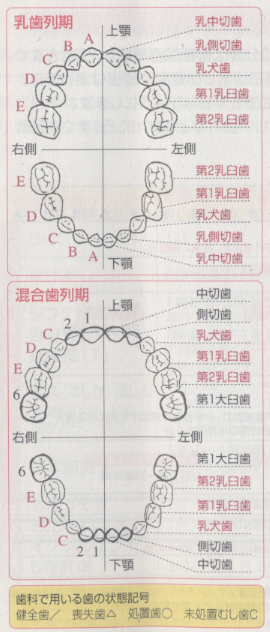 乳歯列期
上顎
A
B
C
D
E
乳中切歯
乳側切歯
乳犬歯
第1乳臼歯
第2乳臼歯
右側
左側
E
D
C
B
A
第2乳臼歯
第1乳臼歯
乳犬歯
乳側切歯
乳中切歯
下顎
混合歯列期
上顎
1
2
C
D
E
6
中切歯
側切歯
乳犬歯
第1乳臼歯
第2乳臼歯
第1大臼歯
右側
左側
6
E
D
C
2
1
第1大臼歯
第2乳臼歯
第1乳臼歯
乳犬歯
側切歯
中切歯
下顎
歯科で用いる歯の状態記号
健全歯／ 喪失歯△ 処置歯○ 未処置むし歯C